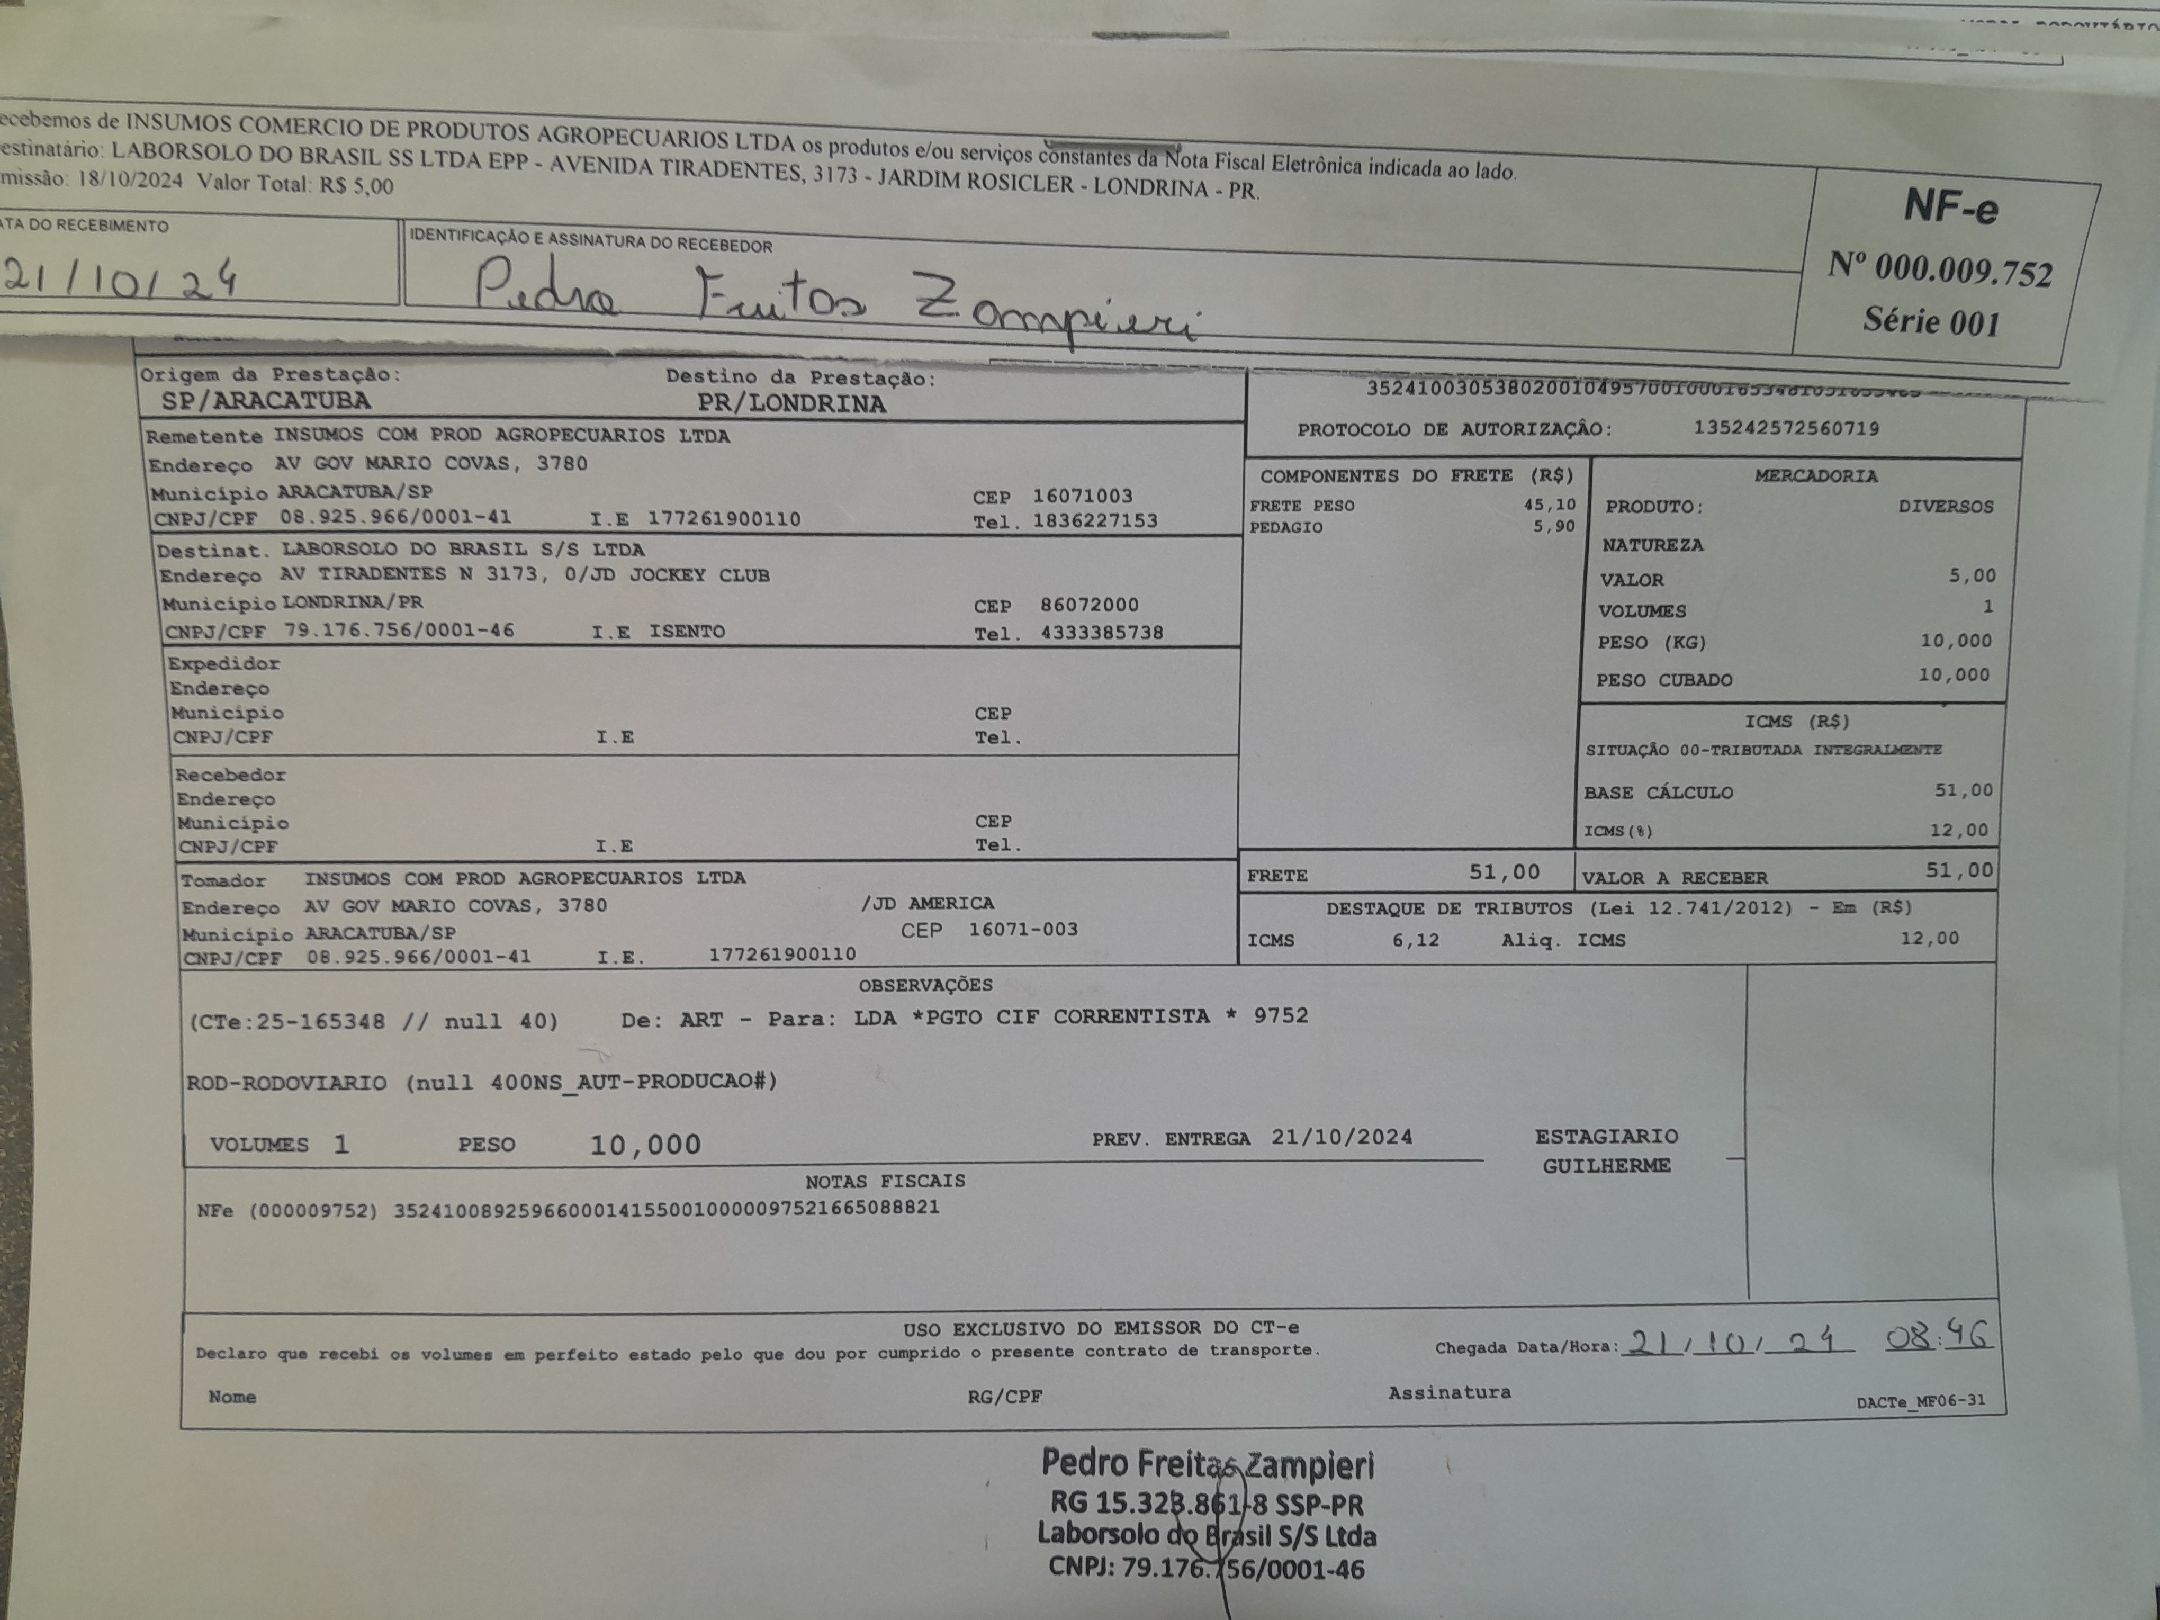 ecebemos de INSUMOS COMERCIO DE PRODUTOS AGROPECUARIOS LTDA os produtos e/ou serviços constantes da Nota Fiscal Eletrônica indicada ao lado.
estinatário: LABORSOLO DO BRASIL SS LTDA EPP - AVENIDA TIRADENTES, 3173 - JARDIM ROSICLER - LONDRINA - PR.
missão: 18/10/2024 Valor Total: R$ 5,00
ATA DO RECEBIMENTO
21/10/24
IDENTIFICAÇÃO E ASSINATURA DO RECEBEDOR
Pedro Freitas Zampieri
NF-e
Nº 000.009.752
Série 001
Origem da Prestação: Destino da Prestação:
SP/ARACATUBA PR/LONDRINA
PROTOCOLO DE AUTORIZAÇÂO: 135242572560719
Remetente INSUMOS COM PROD AGROPECUARIOS LTDA
Endereço AV GOV MARIO COVAS, 3780
Município ARACATUBA/SP CEP 16071003
CNPJ/CPF 08.925.966/0001-41 I.E 177261900110 Tel. 1836227153
Destinat. LABORSOLO DO BRASIL S/S LTDA
Endereço AV TIRADENTES N 3173, 0/JD JOCKEY CLUB
Município LONDRINA/PR CEP 86072000
CNPJ/CPF 79.176.756/0001-46 I.E ISENTO Tel. 4333385738
Expedidor
Endereço
Município CEP
CNPJ/CPF I.E Tel.
Recebedor
Endereço
Município CEP
CNPJ/CPF I.E Tel.
Tomador INSUMOS COM PROD AGROPECUARIOS LTDA
Endereço AV GOV MARIO COVAS, 3780 /JD AMERICA
Município ARACATUBA/SP CEP 16071-003
CNPJ/CPF 08.925.966/0001-41 I.E. 177261900110
COMPONENTES DO FRETE (R$)
FRETE PESO 45,10
PEDAGIO 5,90
MERCADORIA
PRODUTO: DIVERSOS
NATUREZA
VALOR 5,00
VOLUMES 1
PESO (KG) 10,000
PESO CUBADO 10,000
ICMS (R$)
SITUAÇÂO 00-TRIBUTADA INTEGRALMENTE
BASE CÁLCULO 51,00
ICMS(%) 12,00
FRETE 51,00 VALOR A RECEBER 51,00
DESTAQUE DE TRIBUTOS (Lei 12.741/2012) - Em (R$)
ICMS 6,12 Aliq. ICMS 12,00
OBSERVAÇÕES
(CTe:25-165348 // null 40) De: ART - Para: LDA *PGTO CIF CORRENTISTA * 9752
ROD-RODOVIARIO (null 400NS_AUT-PRODUCAO#)
VOLUMES 1 PESO 10,000 PREV. ENTREGA 21/10/2024 ESTAGIARIO
GUILHERME
NOTAS FISCAIS
NFe (000009752) 35241008925966000141550010000097521665088821
USO EXCLUSIVO DO EMISSOR DO CT-e
Declaro que recebi os volumes em perfeito estado pelo que dou por cumprido o presente contrato de transporte. Chegada Data/Hora: 21/10/24 08:46
Nome RG/CPF Assinatura DACTe_MF06-31
Pedro Freitas Zampieri
RG 15.323.861-8 SSP-PR
Laborsolo do Brasil S/S Ltda
CNPJ: 79.176.756/0001-46